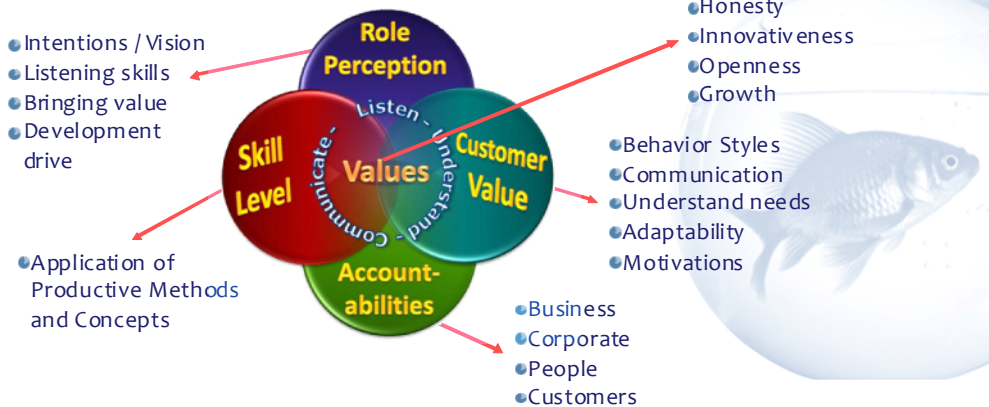 Honesty
Innovativeness
Openness
Growth
Intentions / Vision
Listening skills
Bringing value
Development
drive
Role
Perception
Skill
Level
Values
Customer
Value
Account-
abilities
Listen - Understand - Communicate -
Behavior Styles
Communication
Understand needs
Adaptability
Motivations
Application of
Productive Methods
and Concepts
Business
Corporate
People
Customers